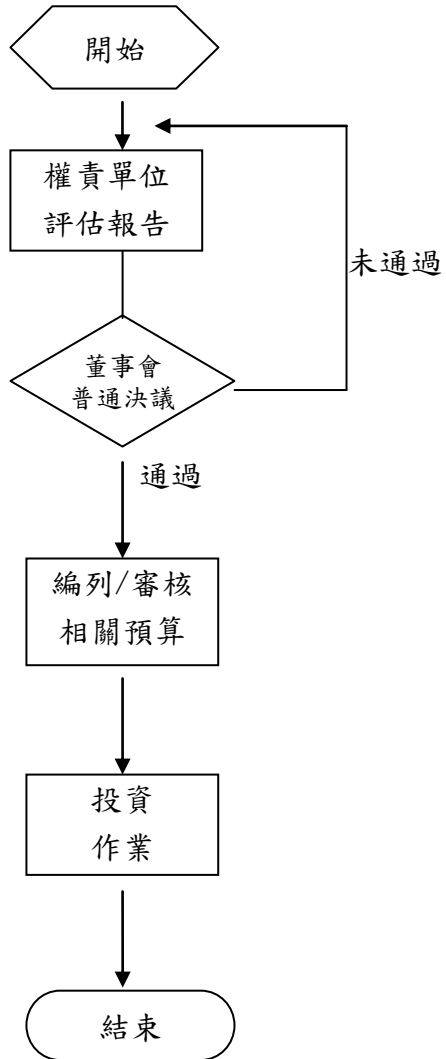 開始
權責單位
評估報告
未通過
董事會
普通決議
通過
編列/審核
相關預算
投資
作業
結束